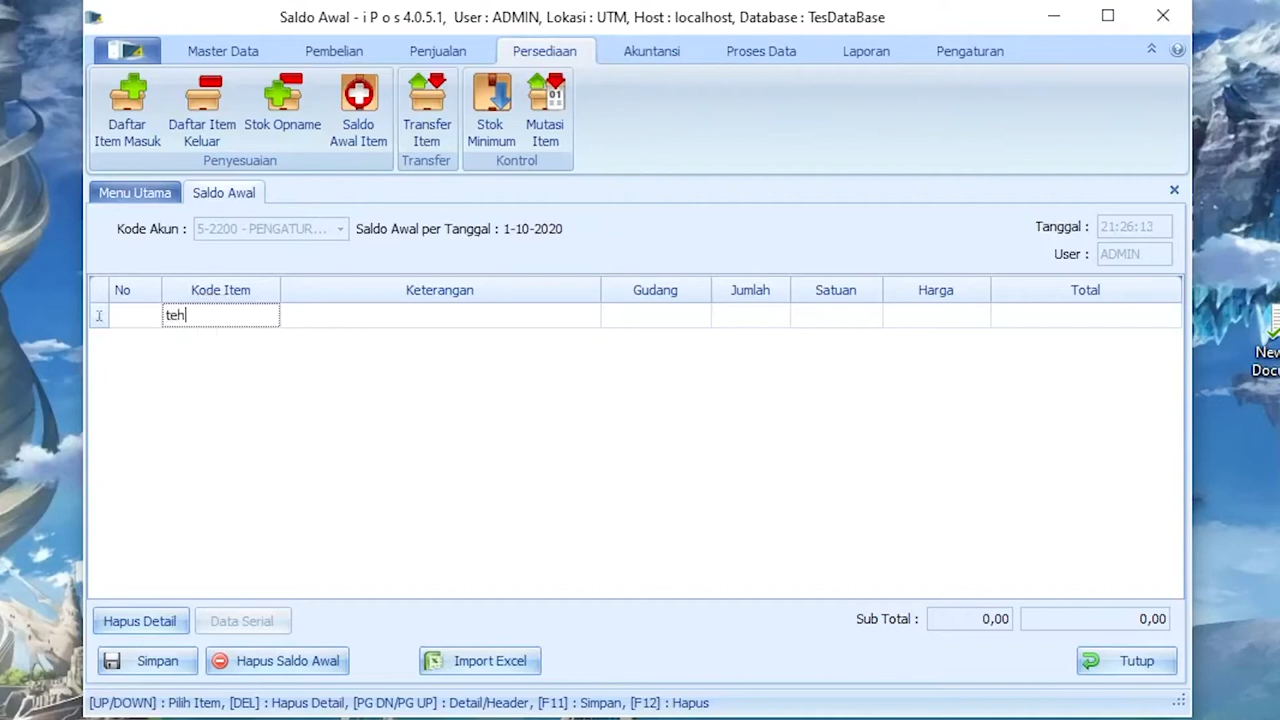 Saldo Awal - i P o s 4.0.5.1, User : ADMIN, Lokasi : UTM, Host : localhost, Database : TesDataBase
Master Data Pembelian Penjualan Persediaan Akuntansi Proses Data Laporan Pengaturan
Daftar Item Masuk
Daftar Item Keluar
Stok Opname
Saldo Awal Item
Transfer Item
Stok Minimum
Mutasi Item
Penyesuaian Transfer Kontrol
Menu Utama Saldo Awal
Kode Akun : 5-2200 - PENGATUR... Saldo Awal per Tanggal : 1-10-2020 Tanggal : 21:26:13
User : ADMIN
No Kode Item Keterangan Gudang Jumlah Satuan Harga Total
teh
Hapus Detail Data Serial Sub Total : 0,00 0,00
Simpan Hapus Saldo Awal Import Excel Tutup
[UP/DOWN] : Pilih Item, [DEL] : Hapus Detail, [PG DN/PG UP] : Detail/Header, [F11] : Simpan, [F12] : Hapus
New